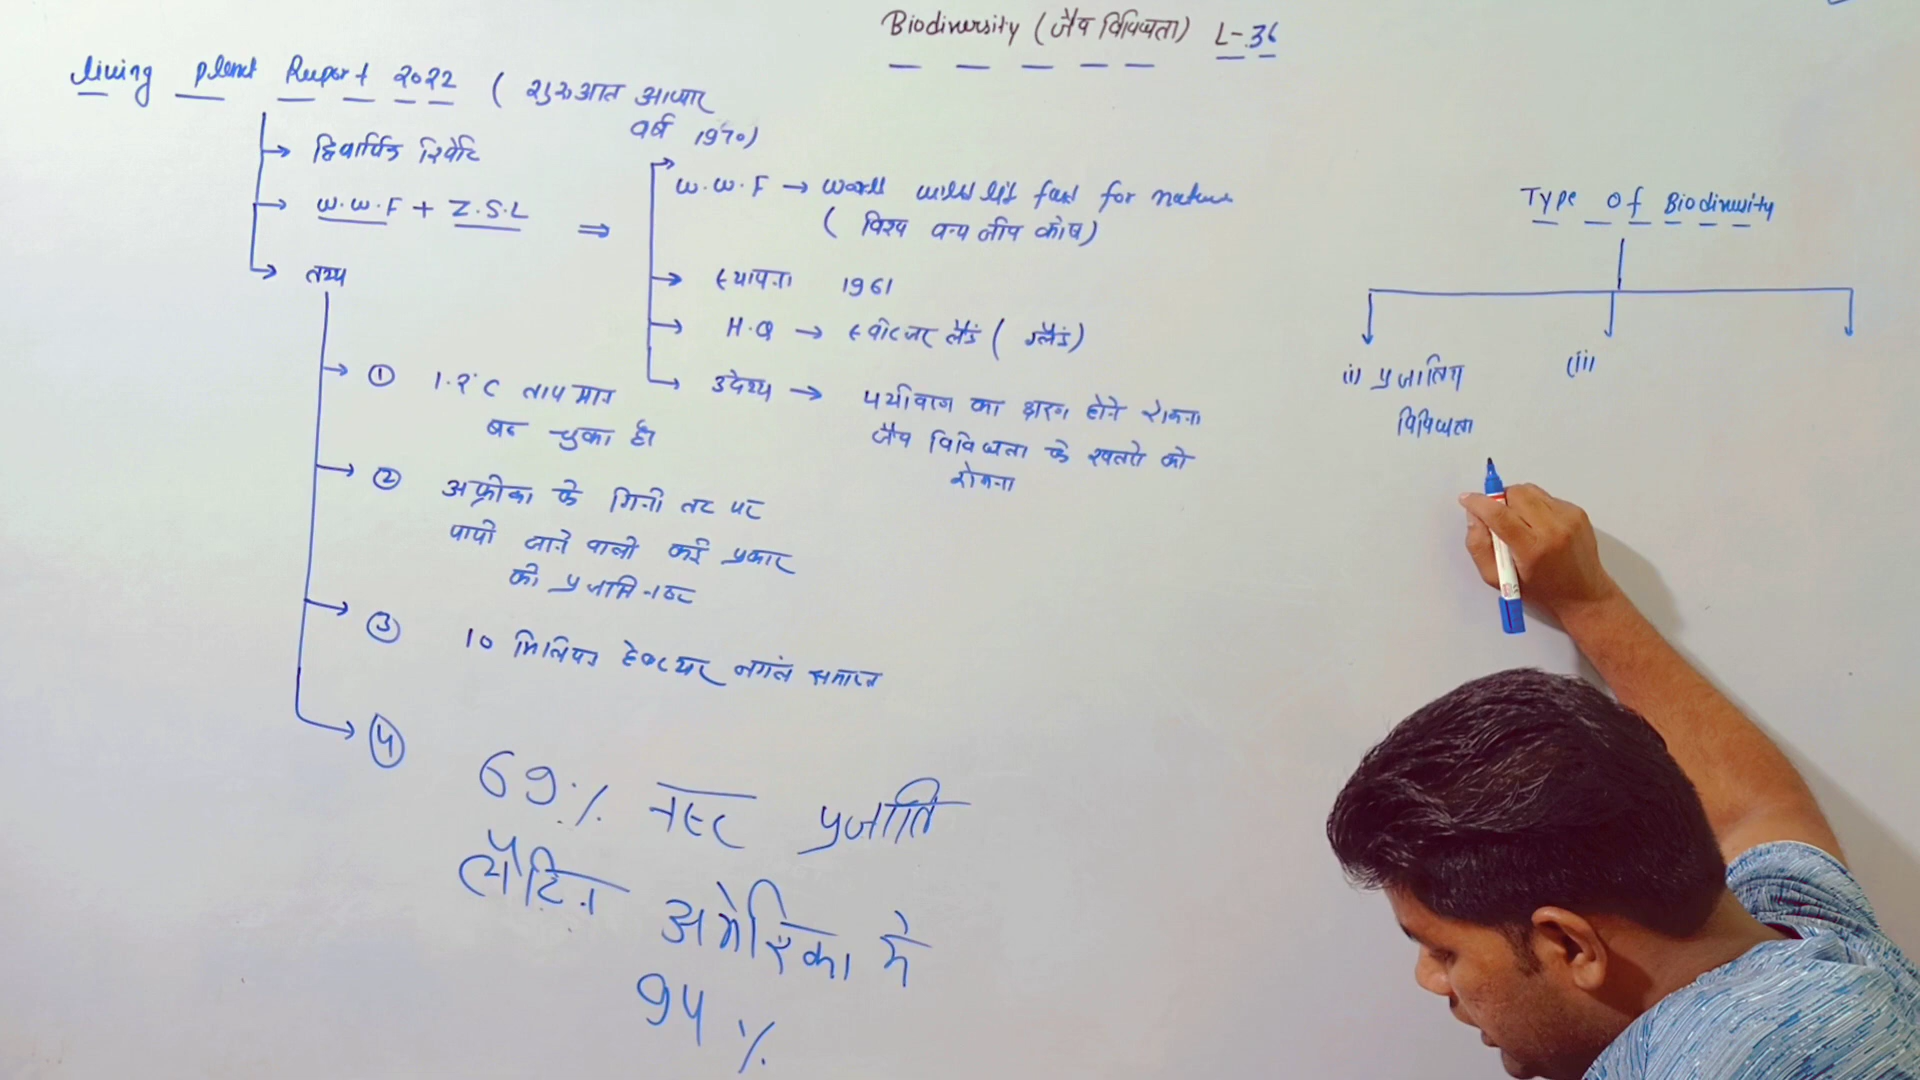 Biodiversity (जैव विविधता) L-36
Living Planet Report 2022 ( शुरुआत आधार
वर्ष 1970)
द्विवार्षिक रिपोर्ट
W.W.F + Z.S.L ⇒
तथ्य
① 1.2°C तापमान
बढ़ चुका है।
② अफ्रीका के गिनी तट पर
पायी जाने वाली कई प्रकार
की प्रजाति नष्ट
③ 10 मिलियन हेक्टेयर जगंल समाप्त
④ 69% नष्ट प्रजाति
लैटिन अमेरिका में
94%
W.W.F → world wild life for nature
( विश्व वन्य जीव कोष)
स्थापना 1961
H.Q → स्वीटजर लैंड ( ग्लैंड)
उदेश्य → पर्यावरण का क्षरण होने रोकना
जैव विविधता के खतरो को
रोकना
Type Of Biodiversity
(i) प्रजातिय
विविधता
(ii)